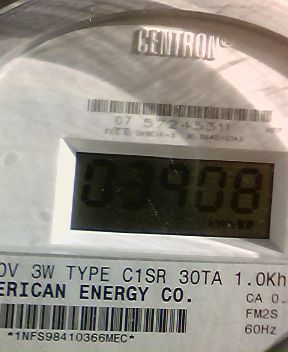 CENTRON®
07 57245311
03908
0V 3W TYPE C1SR 30TA 1.0Kh
ERICAN ENERGY CO.
CA 0.
FM2S
60Hz
*1NFS98410366MEC*